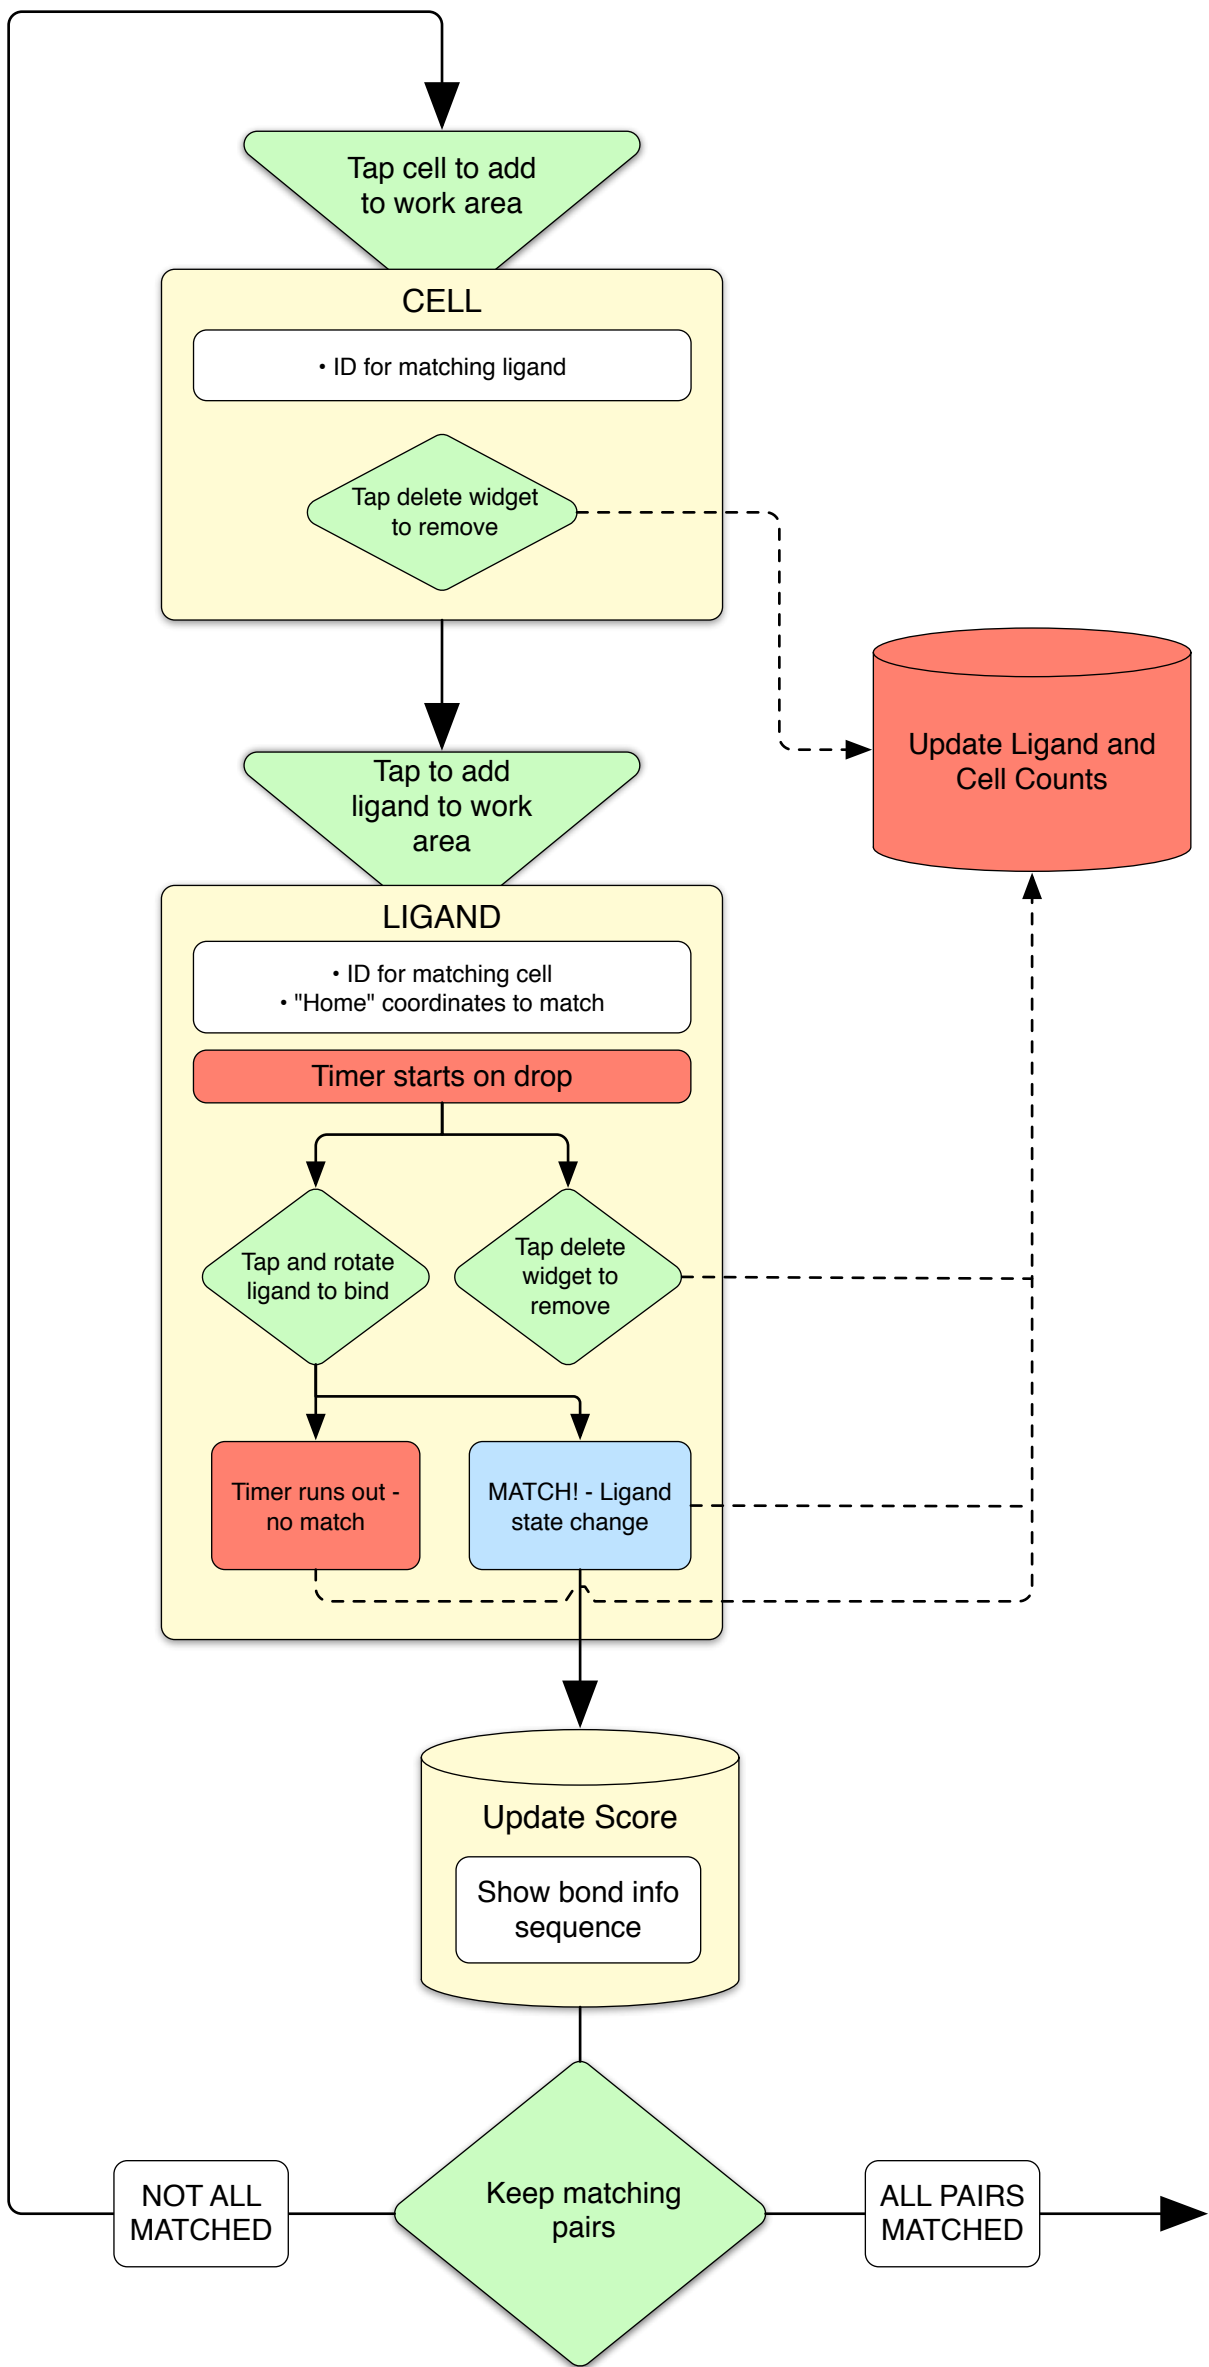 Tap cell to add
to work area
CELL
• ID for matching ligand
Tap delete widget
to remove
Update Ligand and
Cell Counts
Tap to add
ligand to work
area
LIGAND
• ID for matching cell
• "Home" coordinates to match
Timer starts on drop
Tap and rotate
ligand to bind
Tap delete
widget to
remove
Timer runs out -
no match
MATCH! - Ligand
state change
Update Score
Show bond info
sequence
NOT ALL
MATCHED
Keep matching
pairs
ALL PAIRS
MATCHED